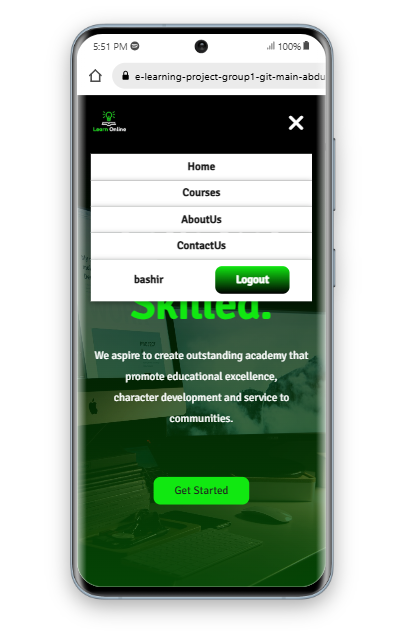 5:51 PM
100%
e-learning-project-group1-git-main-abdu
Learn Online
Home
Courses
AboutUs
ContactUs
bashir Logout
Skilled.
We aspire to create outstanding academy that
promote educational excellence,
character development and service to
communities.
Get Started